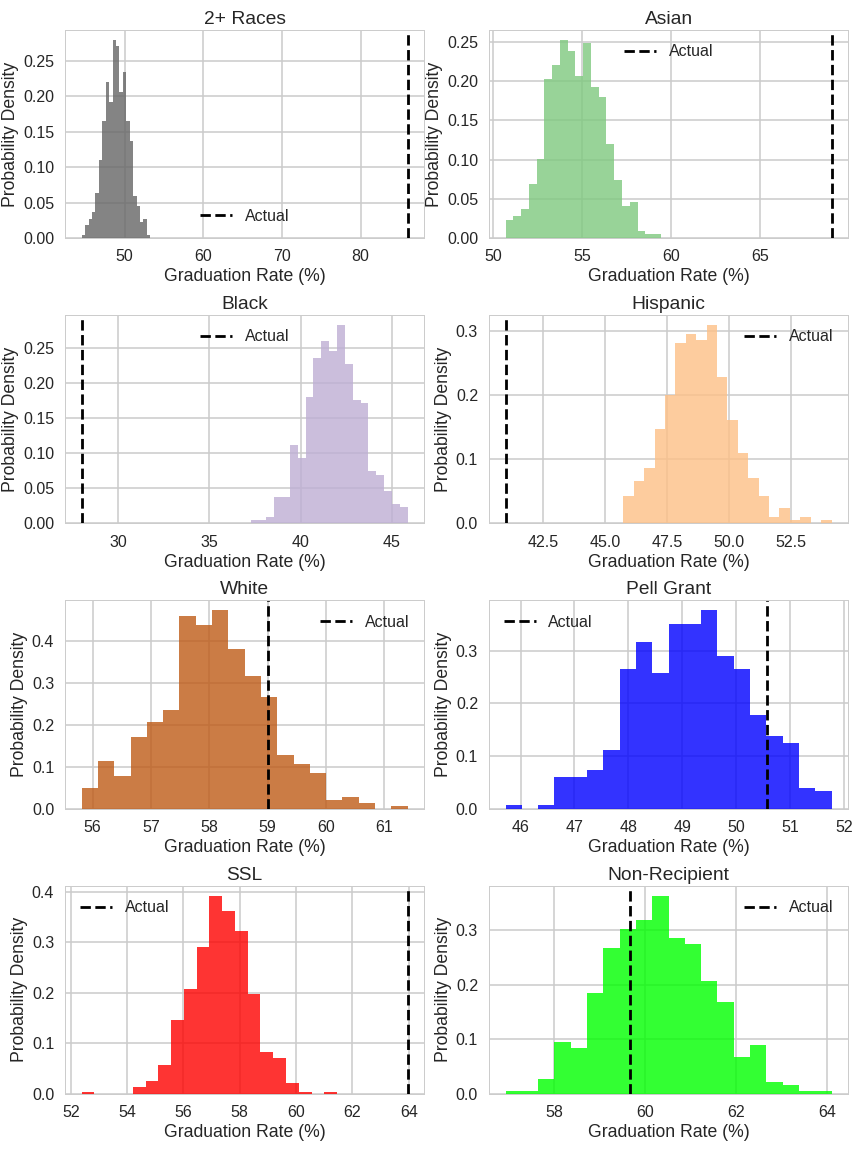 2+ Races
Probability Density
0.25
0.20
0.15
0.10
0.05
0.00
Actual
50 60 70 80
Graduation Rate (%)
Asian
Probability Density
0.25
0.20
0.15
0.10
0.05
0.00
Actual
50 55 60 65
Graduation Rate (%)
Black
Probability Density
0.25
0.20
0.15
0.10
0.05
0.00
Actual
30 35 40 45
Graduation Rate (%)
Hispanic
Probability Density
0.3
0.2
0.1
0.0
Actual
42.5 45.0 47.5 50.0 52.5
Graduation Rate (%)
White
Probability Density
0.4
0.3
0.2
0.1
0.0
Actual
56 57 58 59 60 61
Graduation Rate (%)
Pell Grant
Probability Density
0.3
0.2
0.1
0.0
Actual
46 47 48 49 50 51 52
Graduation Rate (%)
SSL
Probability Density
0.4
0.3
0.2
0.1
0.0
Actual
52 54 56 58 60 62 64
Graduation Rate (%)
Non-Recipient
Probability Density
0.3
0.2
0.1
0.0
Actual
58 60 62 64
Graduation Rate (%)